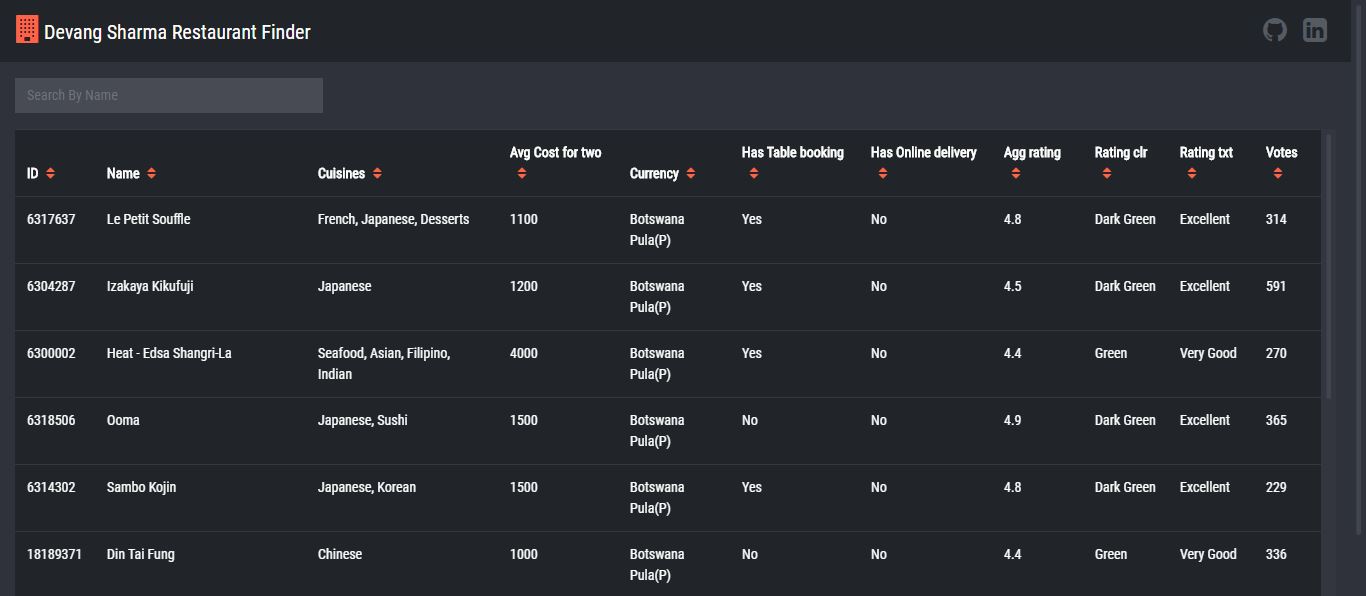 Devang Sharma Restaurant Finder
Search By Name
ID Name Cuisines Avg Cost for two Currency Has Table booking Has Online delivery Agg rating Rating clr Rating txt Votes
6317637 Le Petit Souffle French, Japanese, Desserts 1100 Botswana Yes No 4.8 Dark Green Excellent 314
Pula(P)
6304287 Izakaya Kikufuji Japanese 1200 Botswana Yes No 4.5 Dark Green Excellent 591
Pula(P)
6300002 Heat - Edsa Shangri-La Seafood, Asian, Filipino, 4000 Botswana Yes No 4.4 Green Very Good 270
Indian Pula(P)
6318506 Ooma Japanese, Sushi 1500 Botswana No No 4.9 Dark Green Excellent 365
Pula(P)
6314302 Sambo Kojin Japanese, Korean 1500 Botswana Yes No 4.8 Dark Green Excellent 229
Pula(P)
18189371 Din Tai Fung Chinese 1000 Botswana No No 4.4 Green Very Good 336
Pula(P)